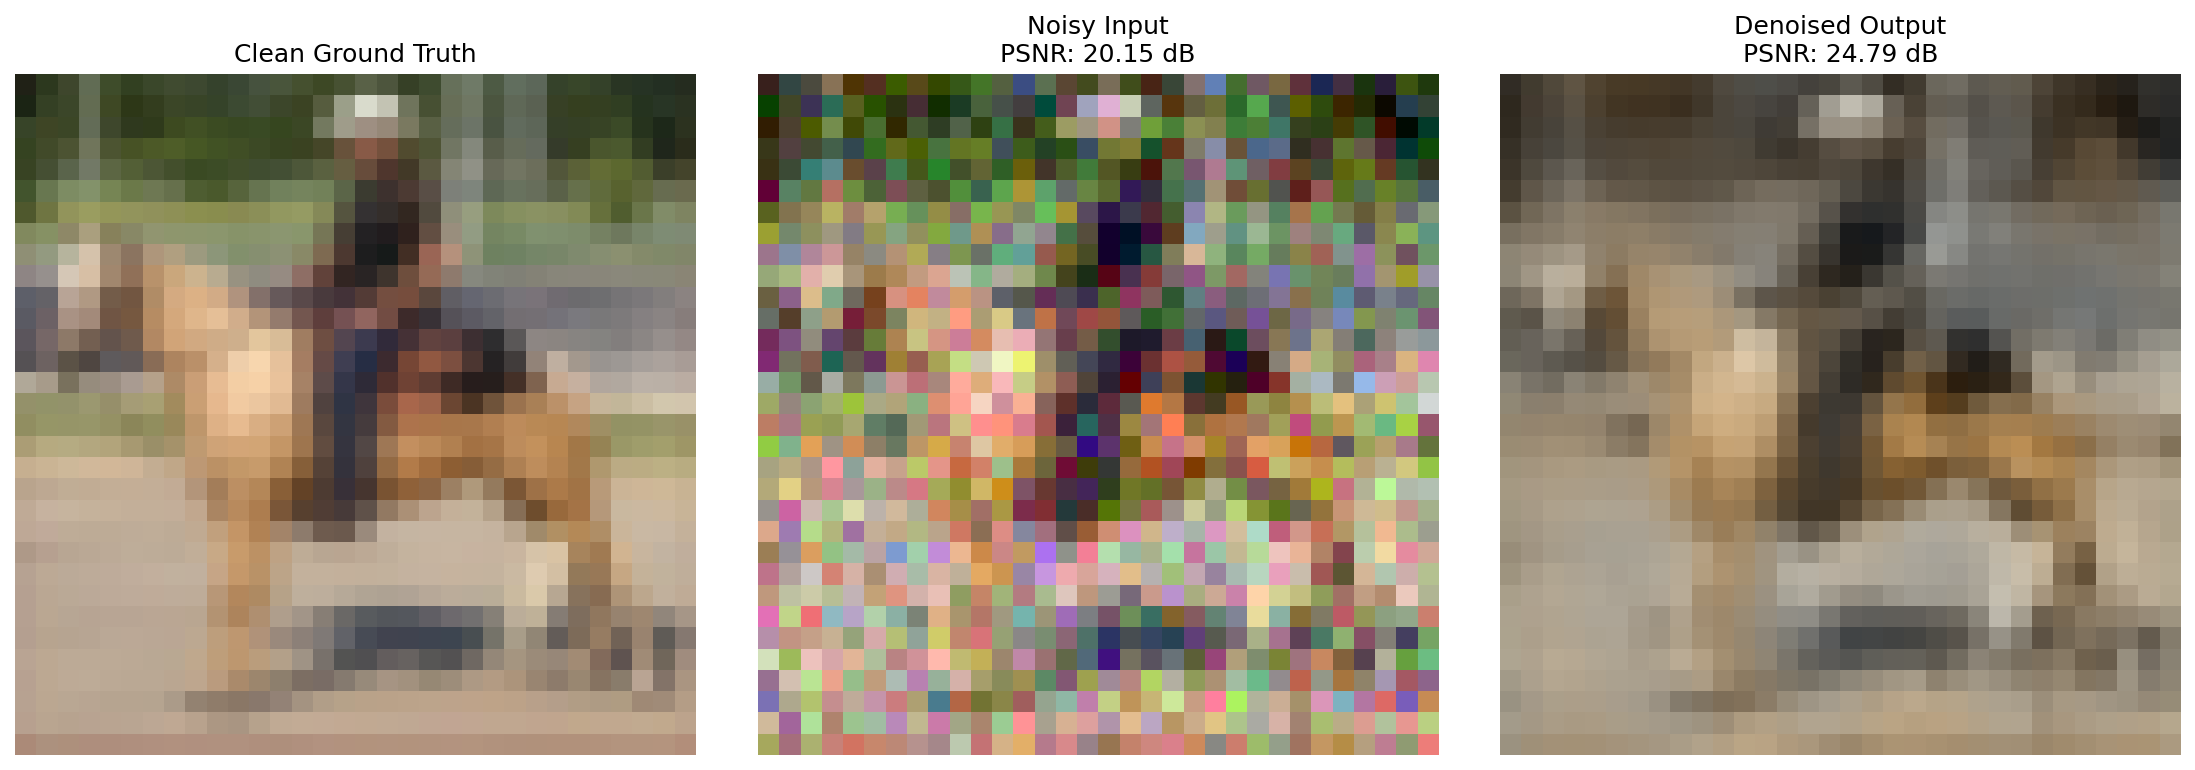 Clean Ground Truth
Noisy Input
PSNR: 20.15 dB
Denoised Output
PSNR: 24.79 dB